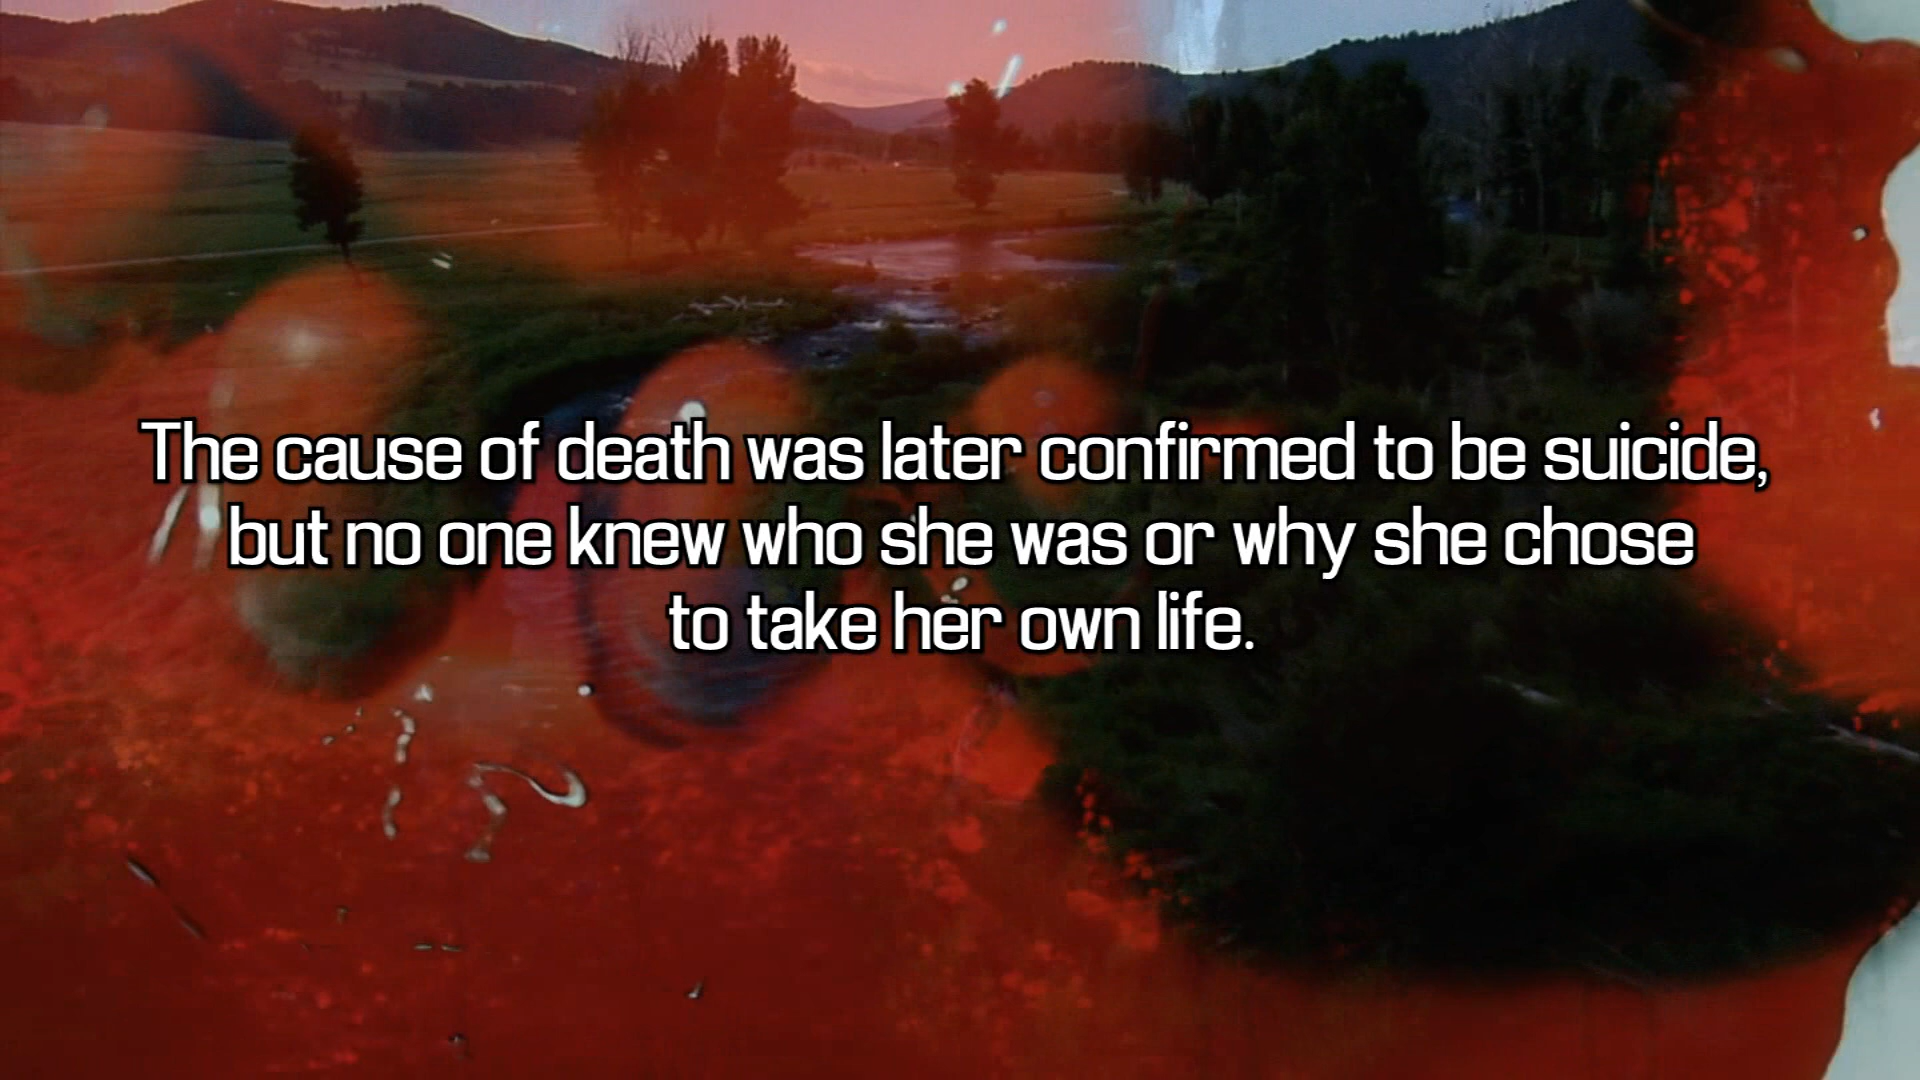 The cause of death was later confirmed to be suicide,
but no one knew who she was or why she chose
to take her own life.